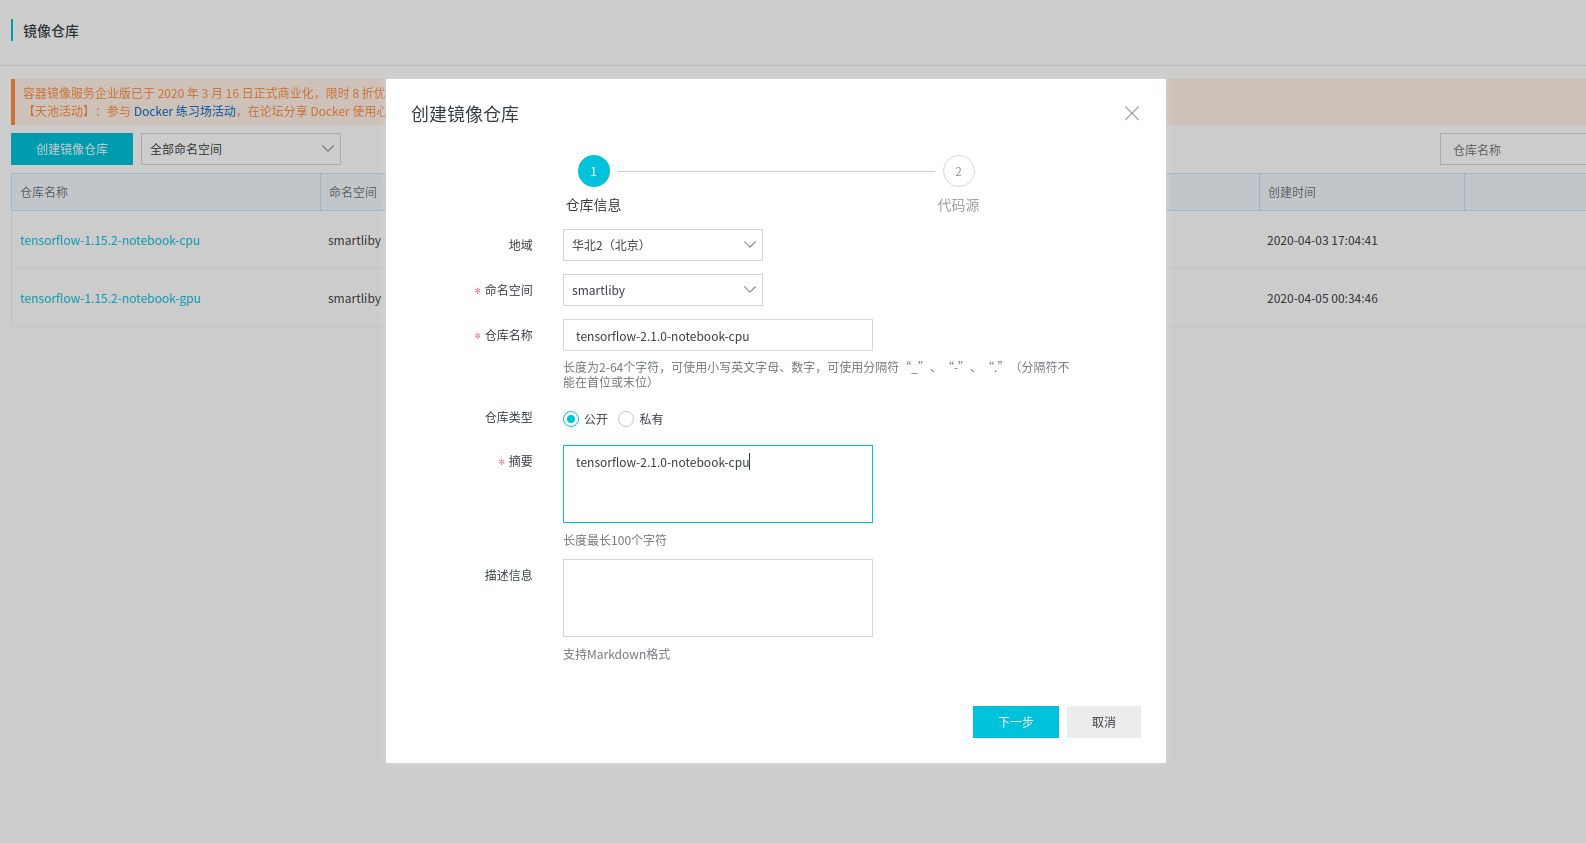 镜像仓库
容器镜像服务企业版已于 2020 年 3 月 16 日正式商业化，限时 8 折优
【天池活动】：参与 Docker 练习场活动，在论坛分享 Docker 使用心
创建镜像仓库
全部命名空间
仓库名称
仓库名称
命名空间
创建时间
tensorflow-1.15.2-notebook-cpu
smartliby
2020-04-03 17:04:41
tensorflow-1.15.2-notebook-gpu
smartliby
2020-04-05 00:34:46
创建镜像仓库
1
2
仓库信息
代码源
地域
华北2（北京）
* 命名空间
smartliby
* 仓库名称
tensorflow-2.1.0-notebook-cpu
长度为2-64个字符，可使用小写英文字母、数字，可使用分隔符“_”、“-”、“.”（分隔符不
能在首位或末位）
仓库类型
公开
私有
* 摘要
tensorflow-2.1.0-notebook-cpu
长度最长100个字符
描述信息
支持Markdown格式
下一步
取消